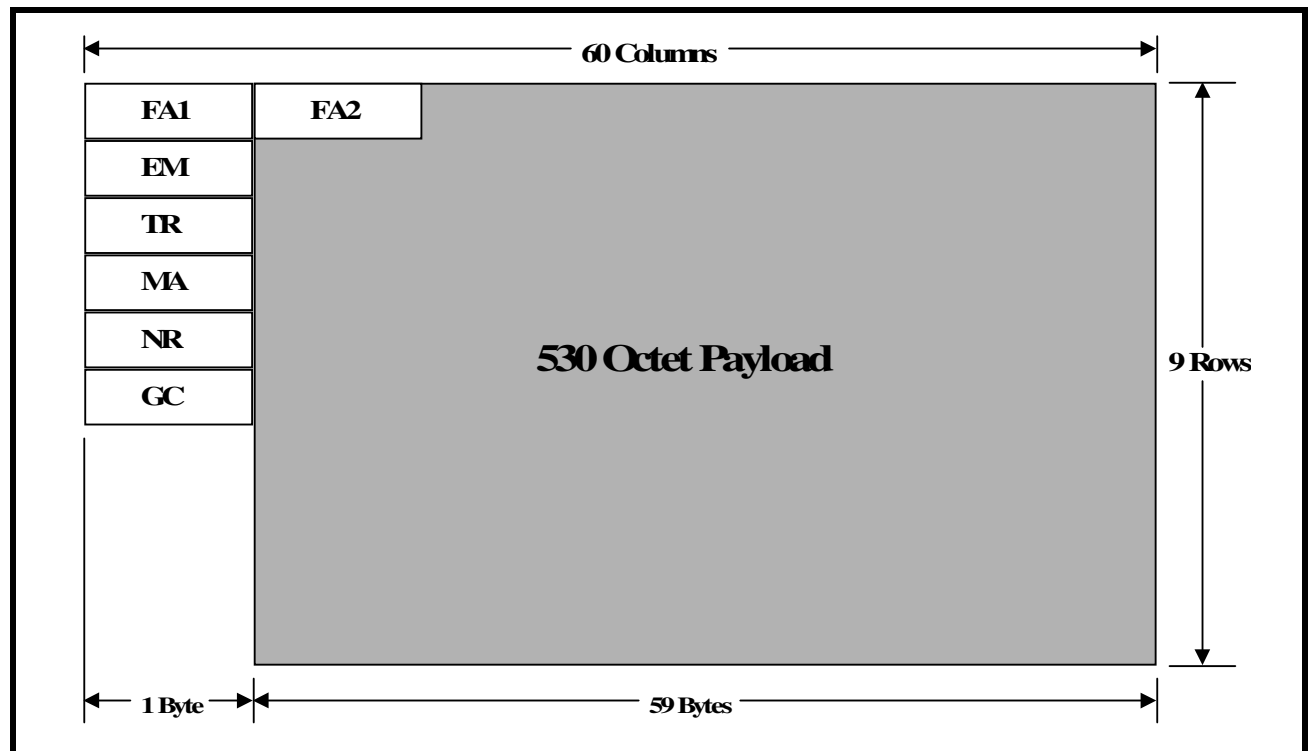 60 Columns
FA1
FA2
EM
TR
MA
NR
GC
530 Octet Payload
9 Rows
1 Byte
59 Bytes